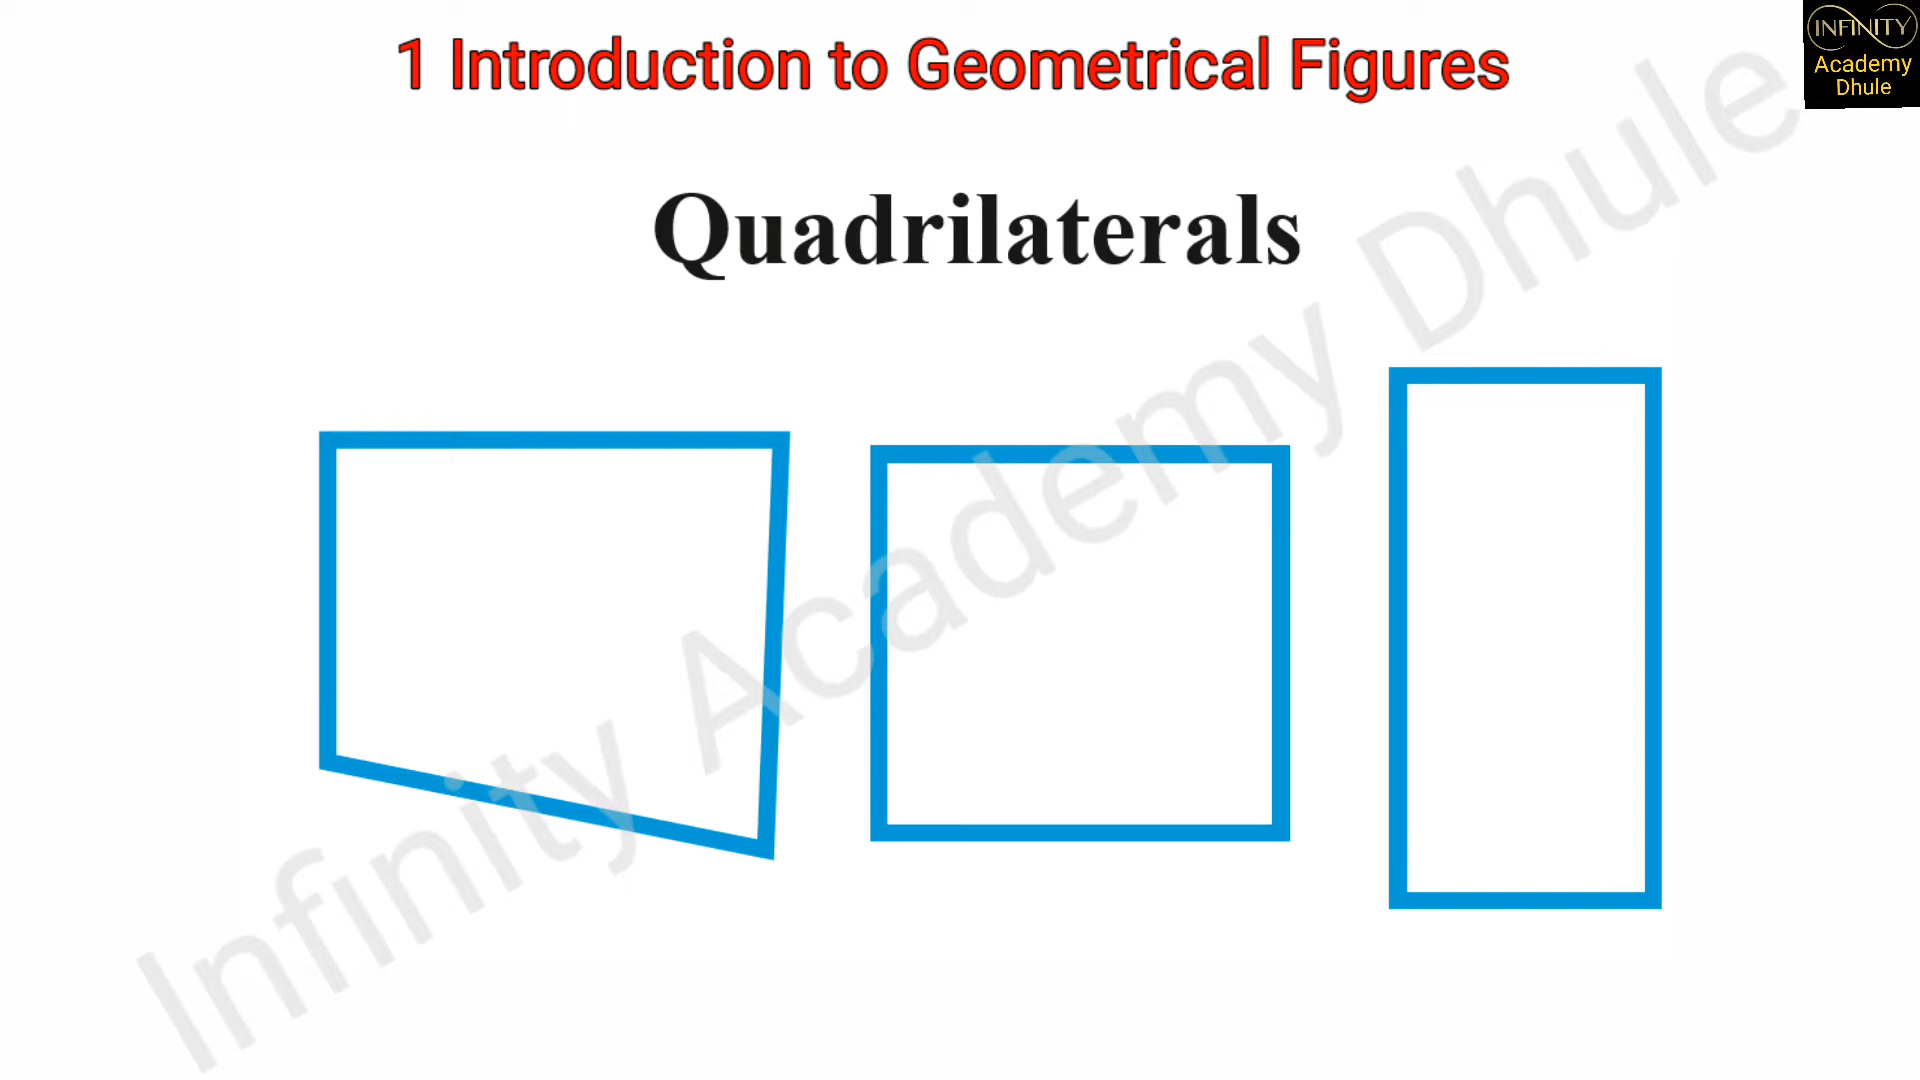 1 Introduction to Geometrical Figures
INFINITY
Academy
Dhule
Quadrilaterals
Infinity Academy Dhule